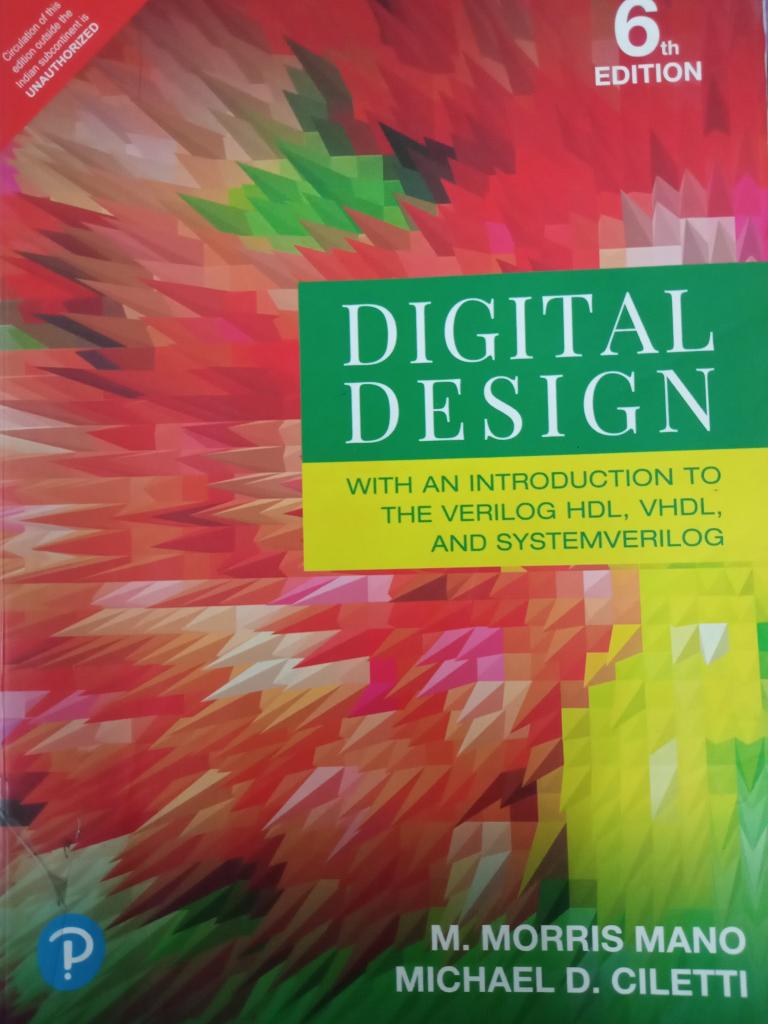 Circulation of this
edition outside the
Indian subcontinent is
UNAUTHORIZED
6th
EDITION
DIGITAL
DESIGN
WITH AN INTRODUCTION TO
THE VERILOG HDL, VHDL,
AND SYSTEMVERILOG
M. MORRIS MANO
MICHAEL D. CILETTI
P